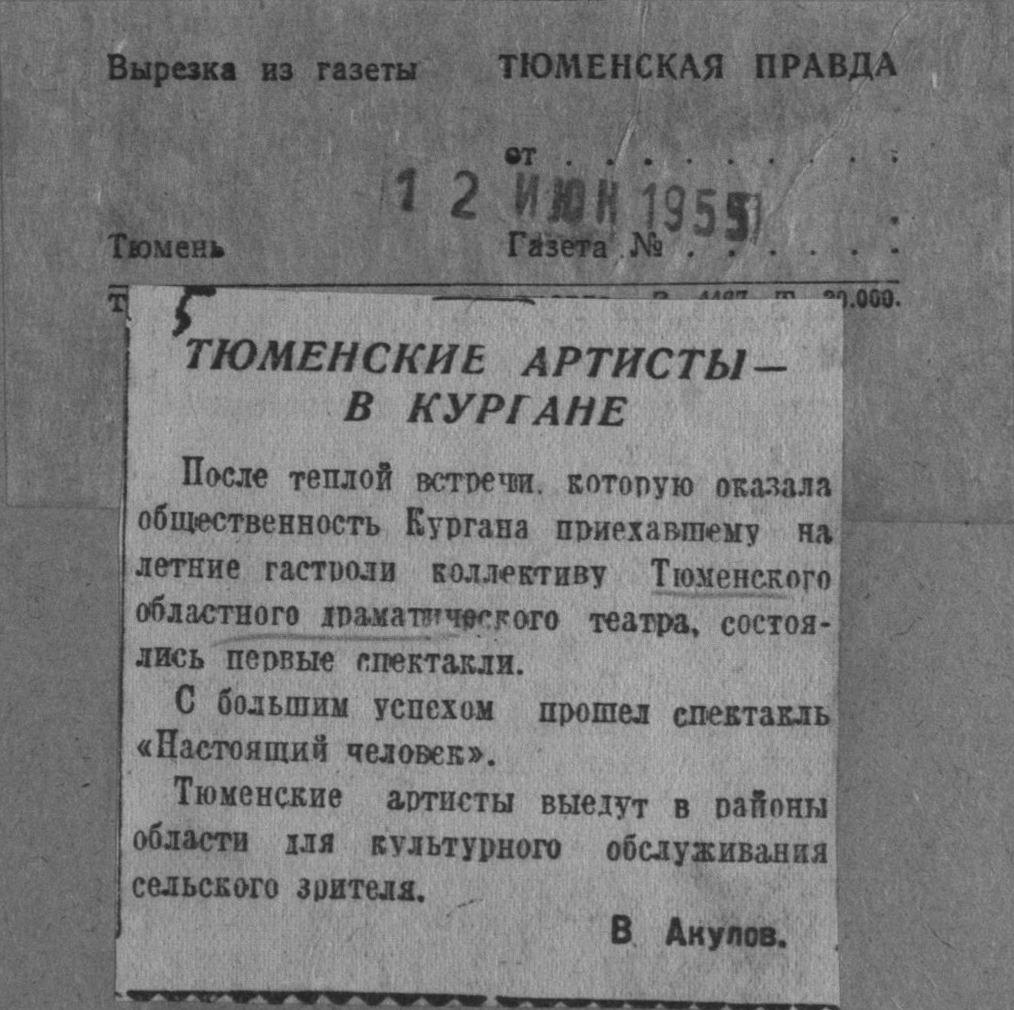 Вырезка из газеты ТЮМЕНСКАЯ ПРАВДА
от . . . . . . . . .
12 ИЮН 1955
Тюмень Газета № . . . . . .
5
ТЮМЕНСКИЕ АРТИСТЫ —
В КУРГАНЕ
После теплой встречи, которую оказала
общественность Кургана приехавшему на
летние гастроли коллективу Тюменского
областного драматического театра, состоя-
лись первые спектакли.
С большим успехом прошел спектакль
«Настоящий человек».
Тюменские артисты выедут в районы
области для культурного обслуживания
сельского зрителя.
В. Акулов.